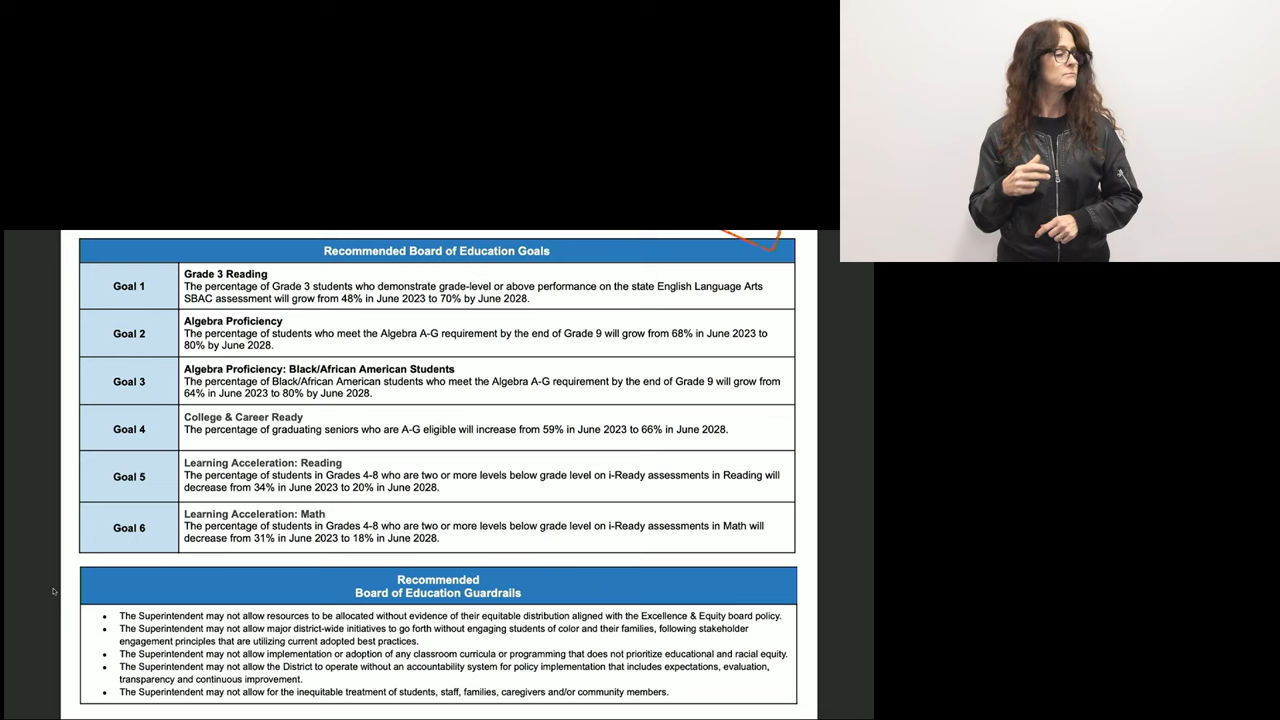 Recommended Board of Education Goals
Goal 1
Grade 3 Reading
The percentage of Grade 3 students who demonstrate grade-level or above performance on the state English Language Arts
SBAC assessment will grow from 48% in June 2023 to 70% by June 2028.
Goal 2
Algebra Proficiency
The percentage of students who meet the Algebra A-G requirement by the end of Grade 9 will grow from 68% in June 2023 to
80% by June 2028.
Goal 3
Algebra Proficiency: Black/African American Students
The percentage of Black/African American students who meet the Algebra A-G requirement by the end of Grade 9 will grow from
64% in June 2023 to 80% by June 2028.
Goal 4
College & Career Ready
The percentage of graduating seniors who are A-G eligible will increase from 59% in June 2023 to 66% in June 2028.
Goal 5
Learning Acceleration: Reading
The percentage of students in Grades 4-8 who are two or more levels below grade level on i-Ready assessments in Reading will
decrease from 34% in June 2023 to 20% in June 2028.
Goal 6
Learning Acceleration: Math
The percentage of students in Grades 4-8 who are two or more levels below grade level on i-Ready assessments in Math will
decrease from 31% in June 2023 to 18% in June 2028.
Recommended
Board of Education Guardrails
• The Superintendent may not allow resources to be allocated without evidence of their equitable distribution aligned with the Excellence & Equity board policy.
• The Superintendent may not allow major district-wide initiatives to go forth without engaging students of color and their families, following stakeholder
engagement principles that are utilizing current adopted best practices.
• The Superintendent may not allow implementation or adoption of any classroom curricula or programming that does not prioritize educational and racial equity.
• The Superintendent may not allow the District to operate without an accountability system for policy implementation that includes expectations, evaluation,
transparency and continuous improvement.
• The Superintendent may not allow for the inequitable treatment of students, staff, families, caregivers and/or community members.